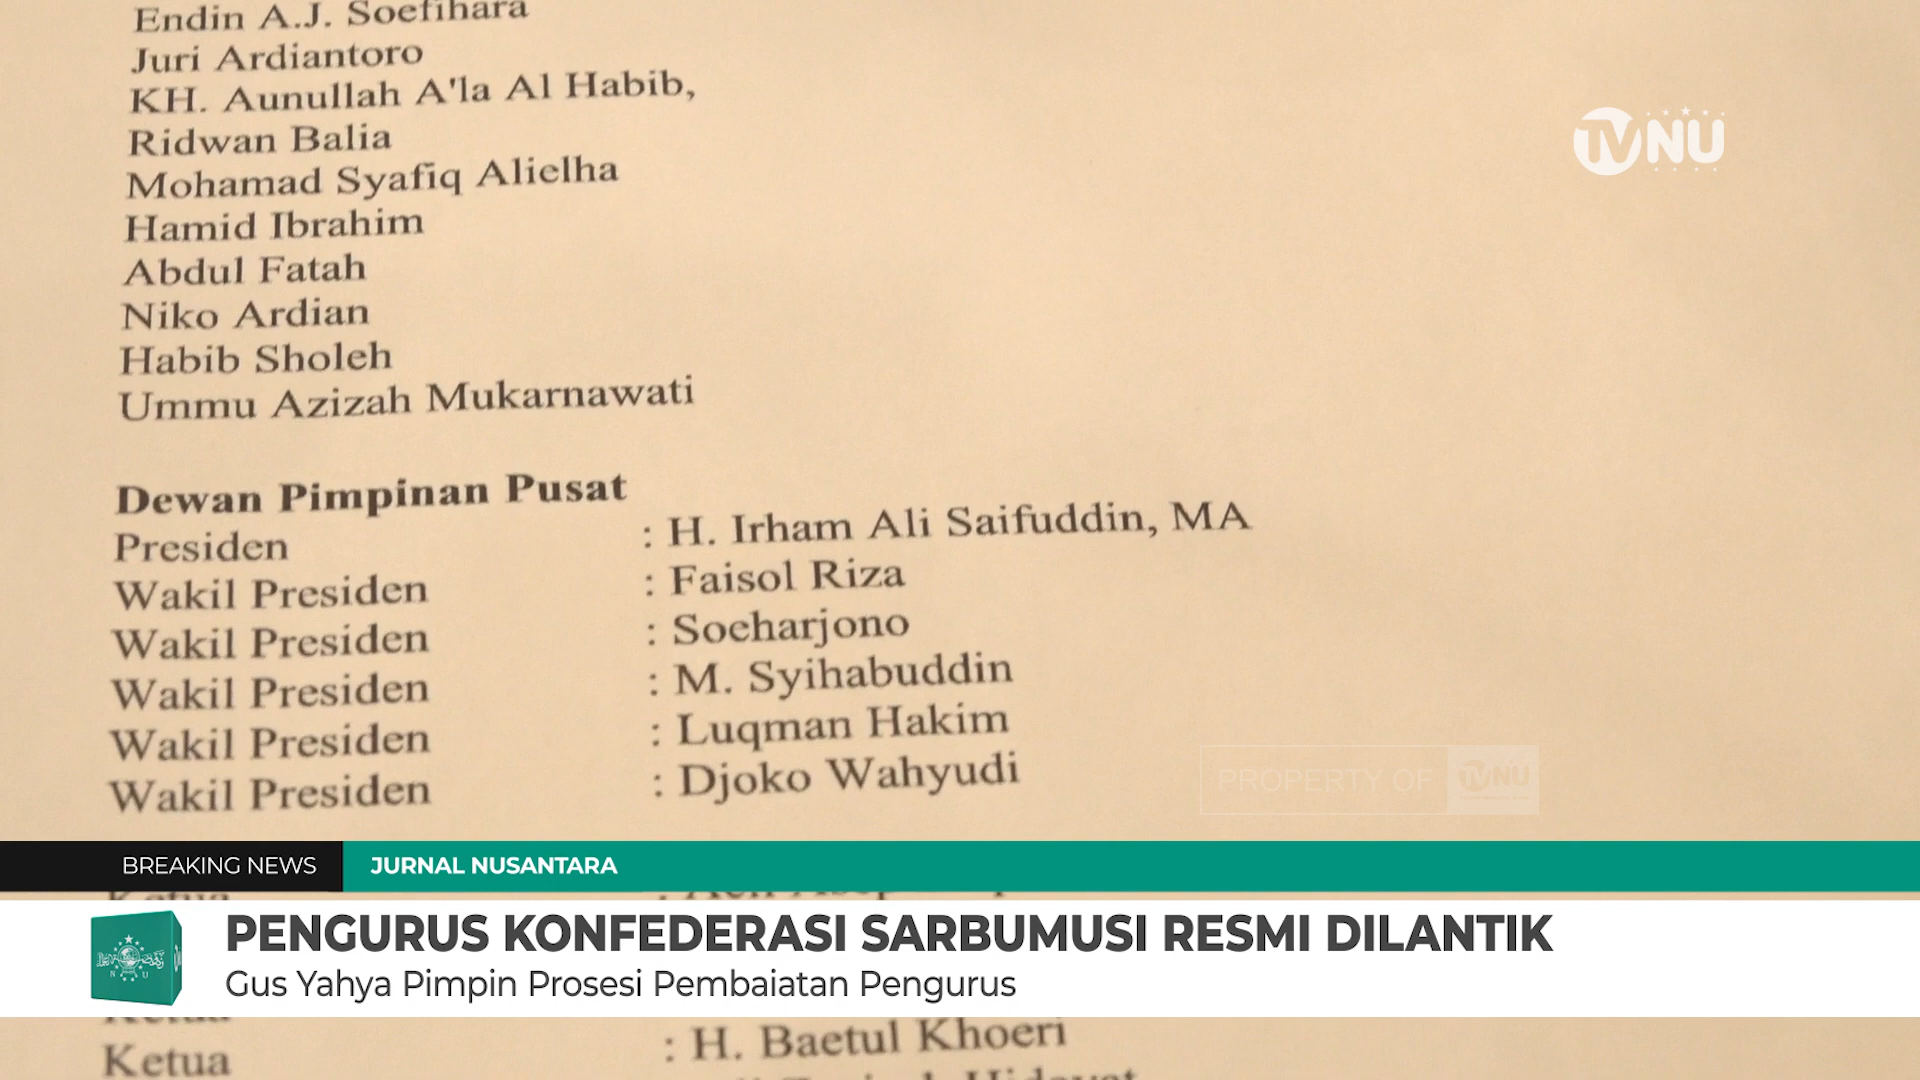 Endin A.J. Soefihara
Juri Ardiantoro
KH. Aunullah A'la Al Habib,
Ridwan Balia
Mohamad Syafiq Alielha
Hamid Ibrahim
Abdul Fatah
Niko Ardian
Habib Sholeh
Ummu Azizah Mukarnawati
TVNU
Dewan Pimpinan Pusat
Presiden : H. Irham Ali Saifuddin, MA
Wakil Presiden : Faisol Riza
Wakil Presiden : Soeharjono
Wakil Presiden : M. Syihabuddin
Wakil Presiden : Luqman Hakim
Wakil Presiden : Djoko Wahyudi
PROPERTY OF TVNU
BREAKING NEWS JURNAL NUSANTARA
Ketua
PENGURUS KONFEDERASI SARBUMUSI RESMI DILANTIK
Gus Yahya Pimpin Prosesi Pembaiatan Pengurus
Ketua
Ketua : H. Baetul Khoeri